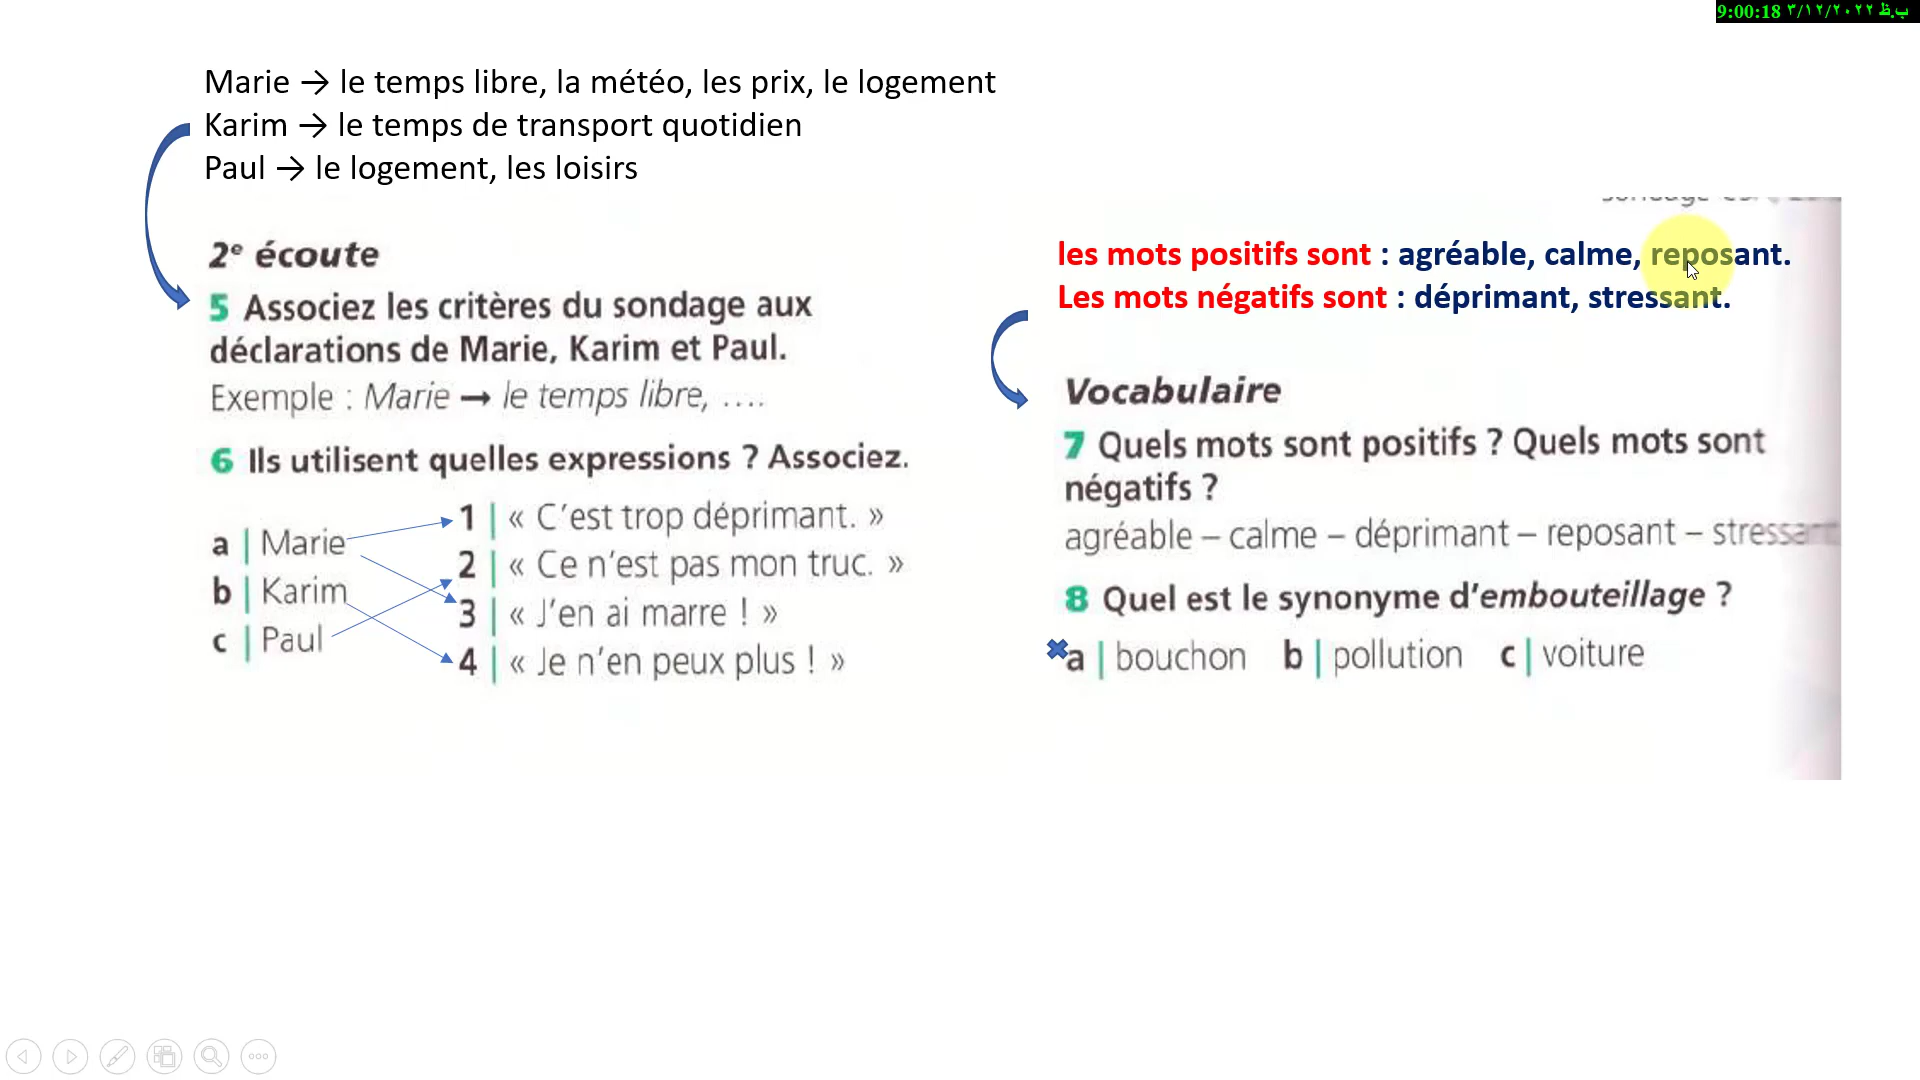 9:00:18 ۳/۱۲/۲۰۲۲ ب.ظ
Marie → le temps libre, la météo, les prix, le logement
Karim → le temps de transport quotidien
Paul → le logement, les loisirs
2e écoute
5 Associez les critères du sondage aux
déclarations de Marie, Karim et Paul.
Exemple : Marie → le temps libre, ....
6 Ils utilisent quelles expressions ? Associez.
a | Marie
b | Karim
c | Paul
1 | « C'est trop déprimant. »
2 | « Ce n'est pas mon truc. »
3 | « J'en ai marre ! »
4 | « Je n'en peux plus ! »
les mots positifs sont : agréable, calme, reposant.
Les mots négatifs sont : déprimant, stressant.
Vocabulaire
7 Quels mots sont positifs ? Quels mots sont
négatifs ?
agréable – calme – déprimant – reposant – stressant
8 Quel est le synonyme d'embouteillage ?
a | bouchon b | pollution c | voiture